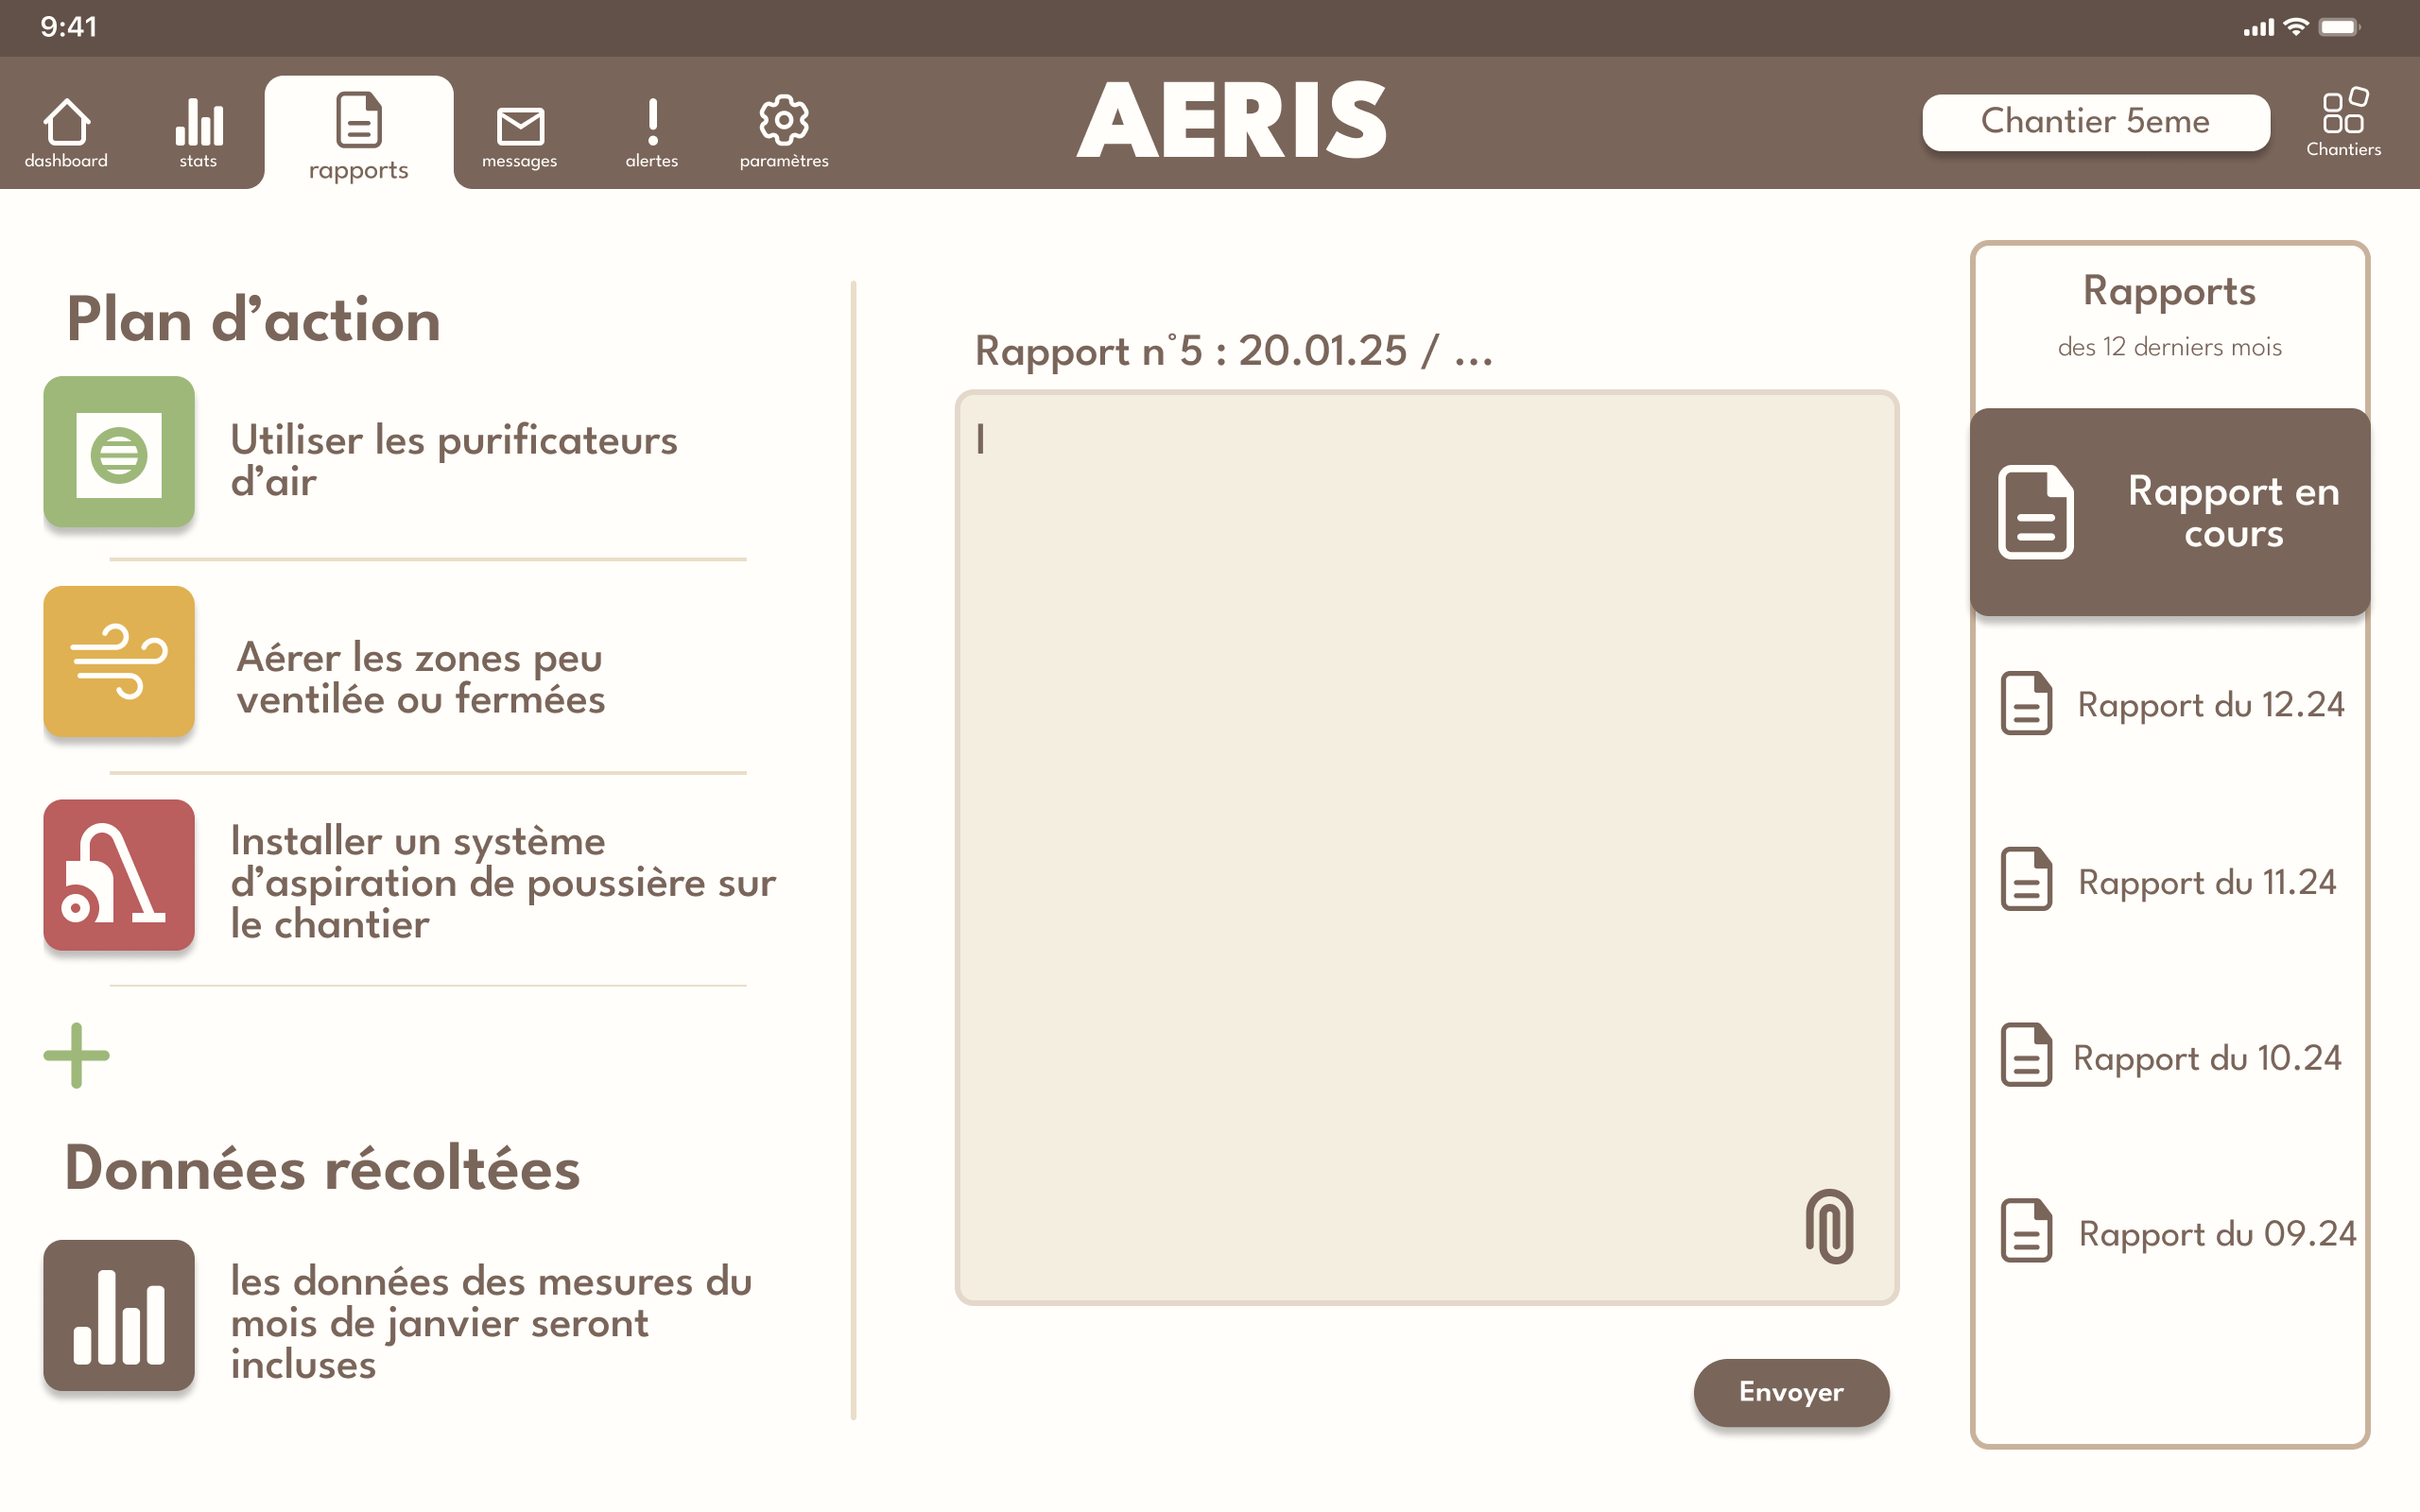 9:41
dashboard
stats
rapports
messages
alertes
paramètres
AERIS
Chantier 5eme
Chantiers
Plan d’action
Utiliser les purificateurs
d’air
Aérer les zones peu
ventilée ou fermées
Installer un système
d’aspiration de poussière sur
le chantier
Données récoltées
les données des mesures du
mois de janvier seront
incluses
Rapport n°5 : 20.01.25 / ...
Envoyer
Rapports
des 12 derniers mois
Rapport en
cours
Rapport du 12.24
Rapport du 11.24
Rapport du 10.24
Rapport du 09.24